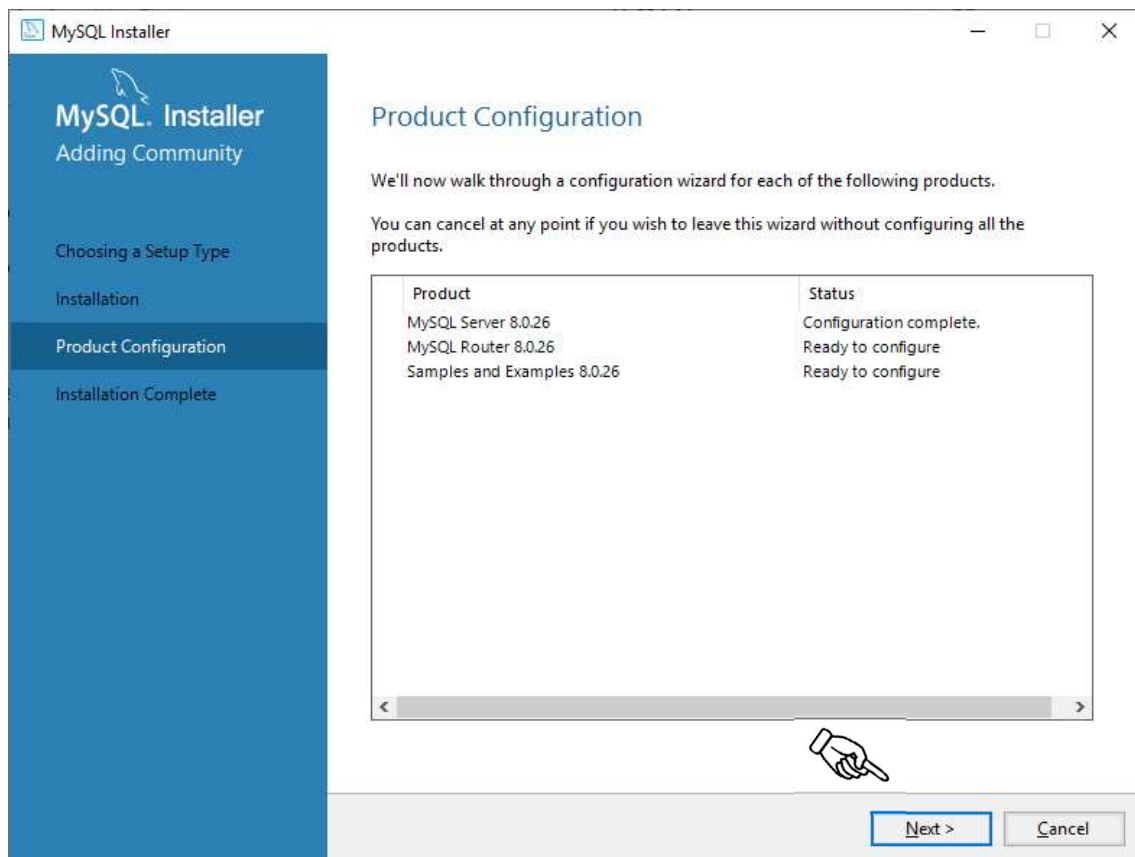 MySQL Installer
MySQL. Installer
Adding Community
Choosing a Setup Type
Installation
Product Configuration
Installation Complete
Product Configuration
We'll now walk through a configuration wizard for each of the following products.
You can cancel at any point if you wish to leave this wizard without configuring all the
products.
Product Status
MySQL Server 8.0.26 Configuration complete.
MySQL Router 8.0.26 Ready to configure
Samples and Examples 8.0.26 Ready to configure
Next > Cancel